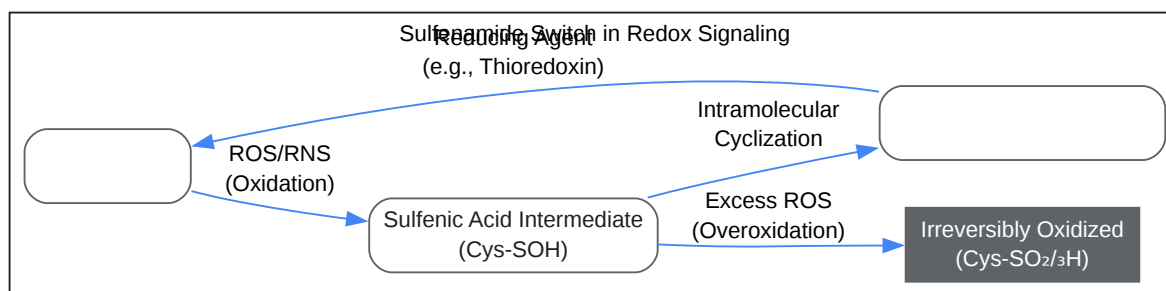 Sulfenamide Switch in Redox Signaling
Reducing Agent
(e.g., Thioredoxin)
Intramolecular
Cyclization
ROS/RNS
(Oxidation)
Sulfenic Acid Intermediate
(Cys-SOH)
Excess ROS
(Overoxidation)
Irreversibly Oxidized
(Cys-SO₂/₃H)